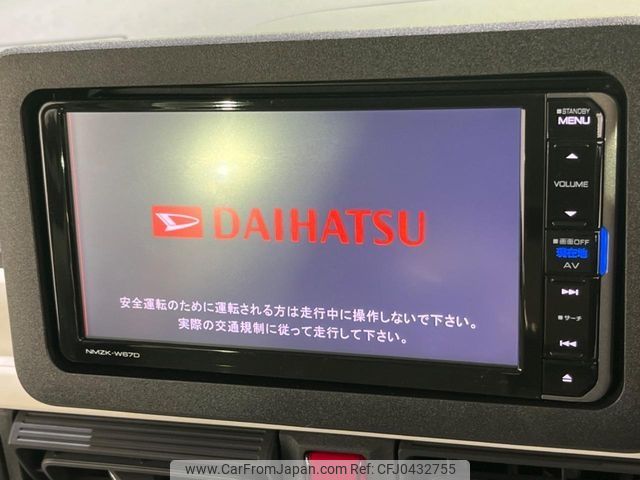 ■STANDBY
MENU
VOLUME
DAIHATSU
■画面OFF
現在地
AV
安全運転のために運転される方は走行中に操作しないで下さい。
実際の交通規制に従って走行して下さい。
■サーチ
NMZK-W67D
www.CarFromJapan.com © CFJ0432755